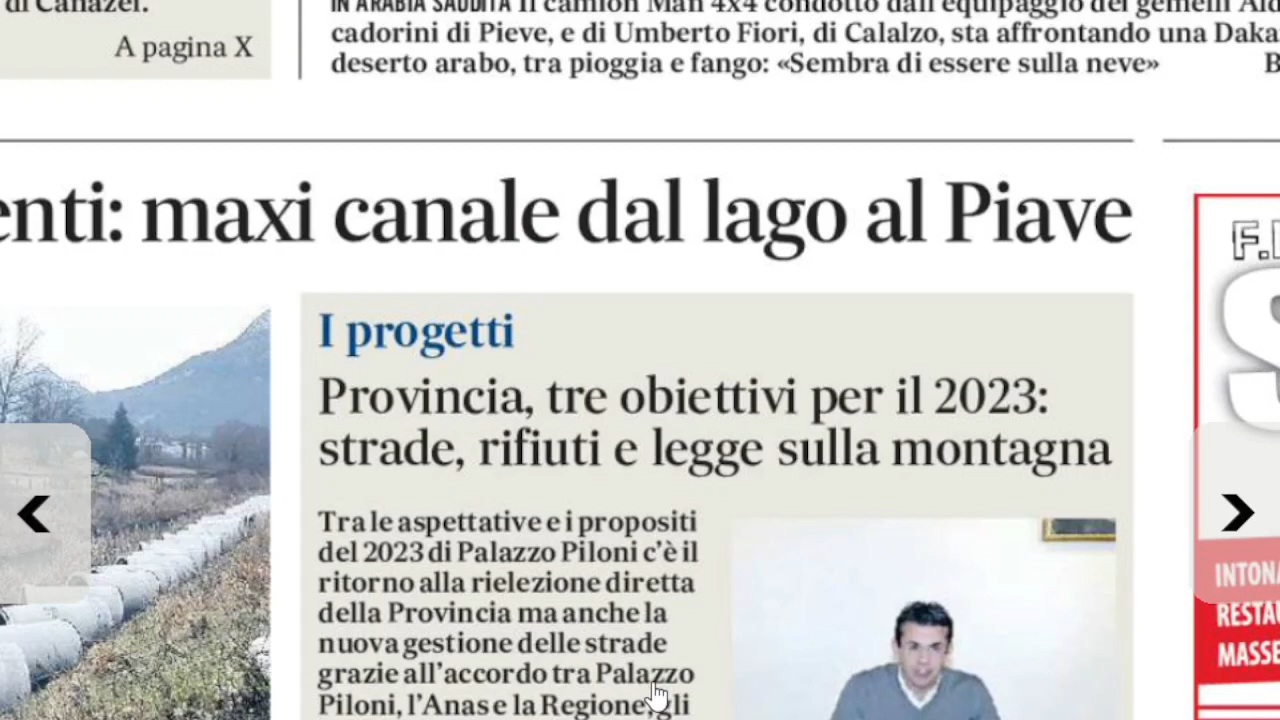 di Canazei.
A pagina X
IN ARABIA SAUDITA Il camion Man 4x4 condotto dall'equipaggio dei gemelli
cadorini di Pieve, e di Umberto Fiori, di Calalzo, sta affrontando una
deserto arabo, tra pioggia e fango: «Sembra di essere sulla neve»
enti: maxi canale dal lago al Piave
I progetti
Provincia, tre obiettivi per il 2023:
strade, rifiuti e legge sulla montagna
Tra le aspettative e i propositi
del 2023 di Palazzo Piloni c'è il
ritorno alla rielezione diretta
della Provincia ma anche la
nuova gestione delle strade
grazie all'accordo tra Palazzo
Piloni, l'Anas e la Regione, gli
F.
S
INTONA
RESTA
MASSE